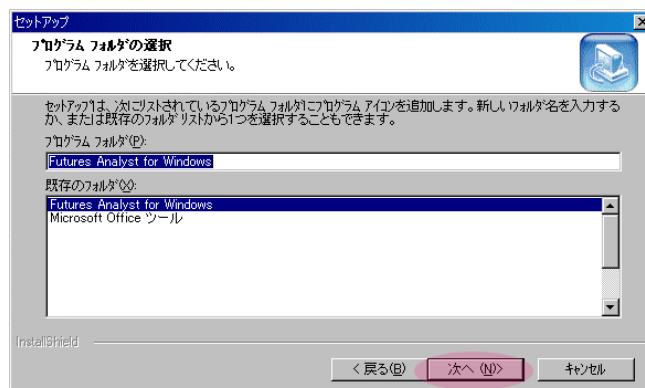 セットアップ
プログラム フォルダの選択
プログラム フォルダを選択してください。
セットアップは、次にリストされているプログラム フォルダにプログラム アイコンを追加します。新しいフォルダ名を入力する
か、または既存のフォルダ リストから1つを選択することもできます。
プログラム フォルダ(P):
Futures Analyst for Windows
既存のフォルダ(X):
Futures Analyst for Windows
Microsoft Office ツール
InstallShield
< 戻る(B)
次へ (N)>
キャンセル